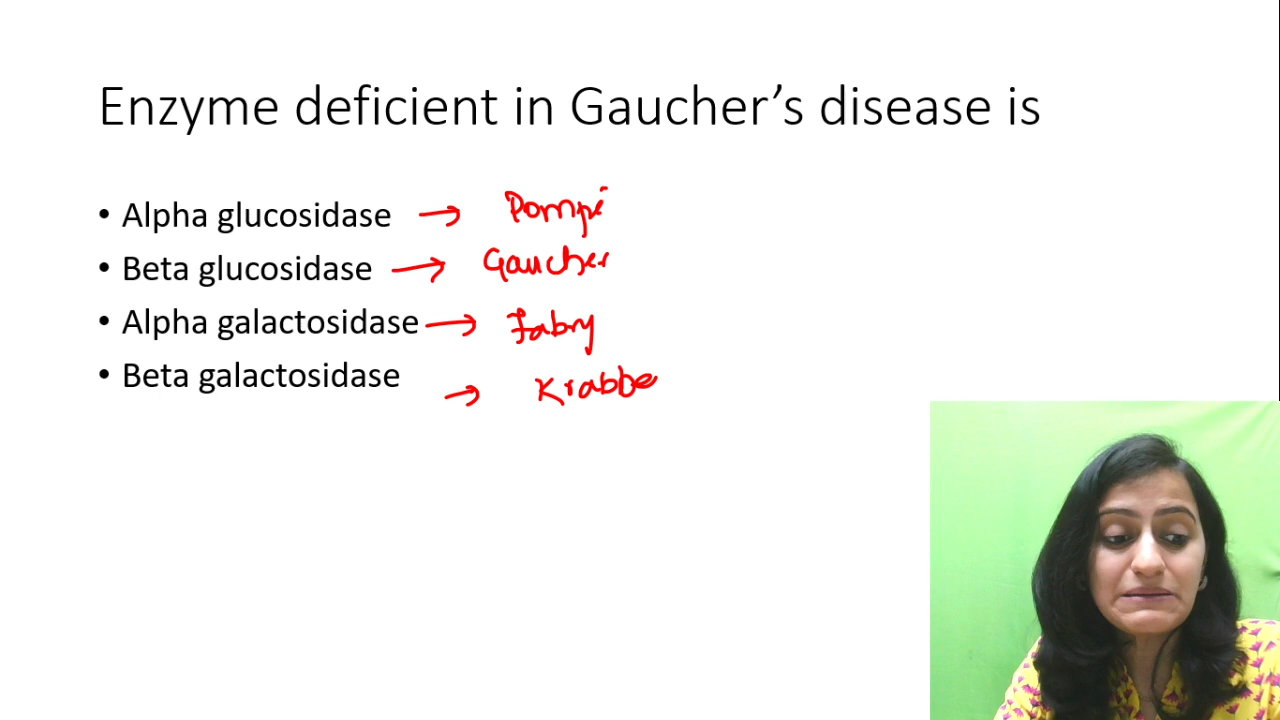 Enzyme deficient in Gaucher’s disease is
• Alpha glucosidase → Pompe
• Beta glucosidase → Gaucher
• Alpha galactosidase → Fabry
• Beta galactosidase → Krabbe